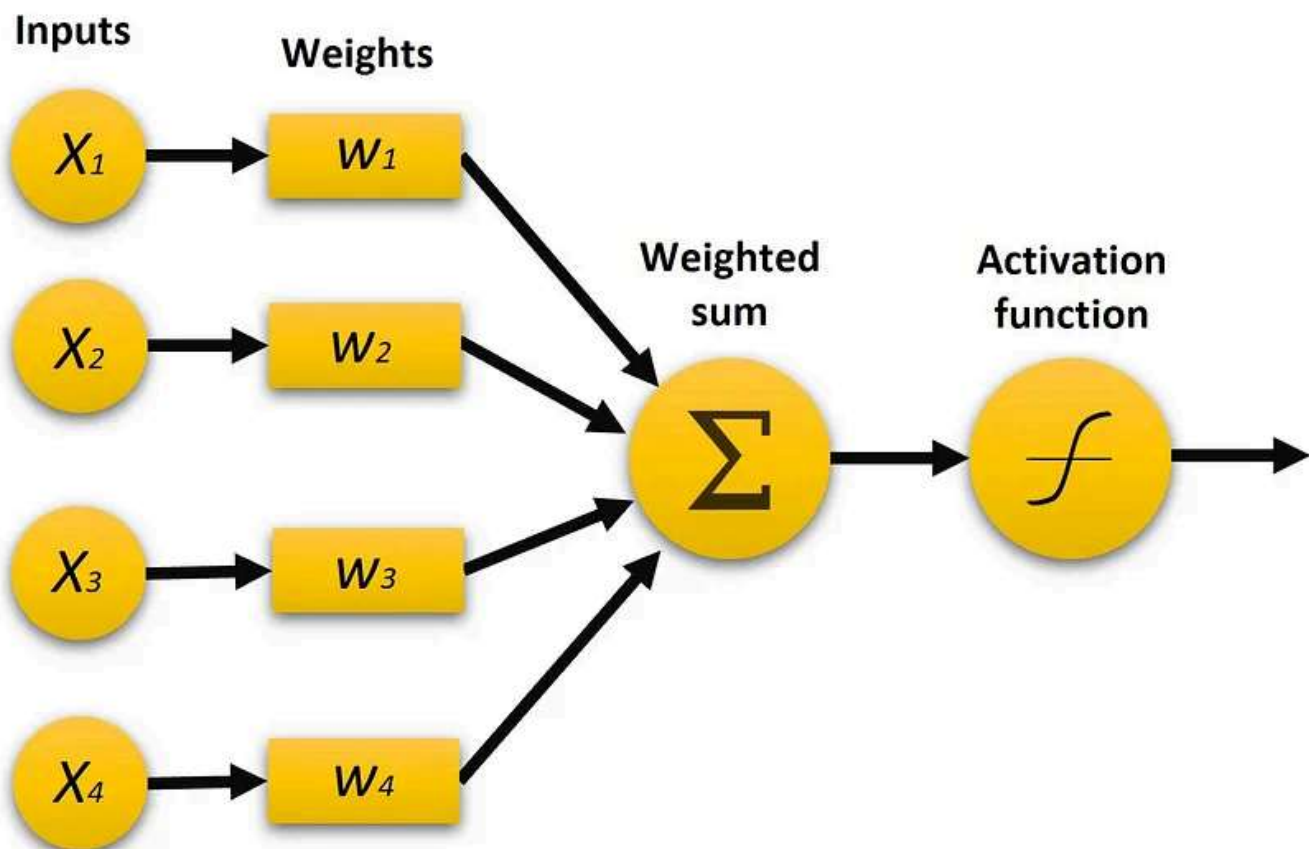 Inputs
Weights
X1
w1
X2
w2
Weighted
sum
Activation
function
Σ
X3
w3
X4
w4